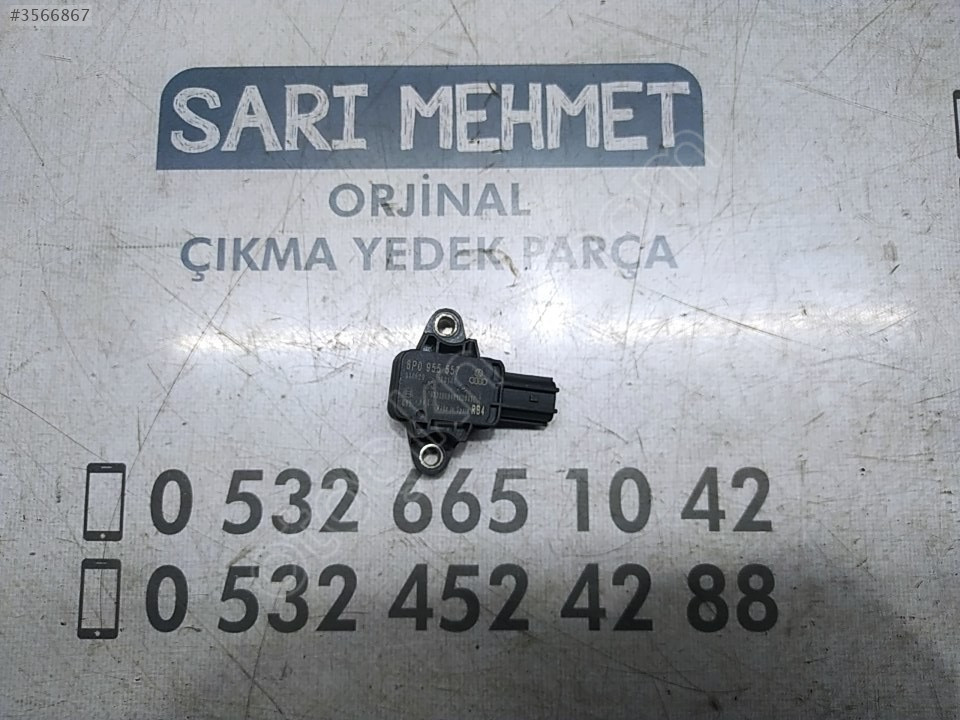 #3566867
SARI MEHMET
ORJİNAL
ÇIKMA YEDEK PARÇA
8P0 955 557
RB4
0 532 665 10 42
0 532 452 42 88